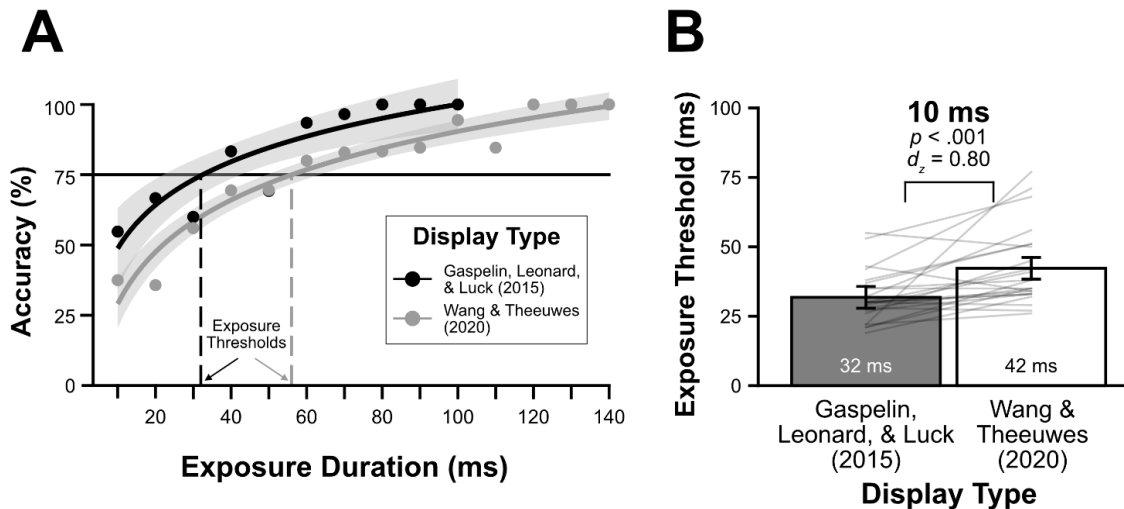 A
Accuracy (%)
100
75
50
25
0
20
40
60
80
100
120
140
Exposure Duration (ms)
Exposure
Thresholds
Display Type
Gaspelin, Leonard,
& Luck (2015)
Wang & Theeuwes
(2020)
B
Exposure Threshold (ms)
100
75
50
25
0
10 ms
p < .001
d_z = 0.80
32 ms
42 ms
Gaspelin,
Leonard, & Luck
(2015)
Wang &
Theeuwes
(2020)
Display Type